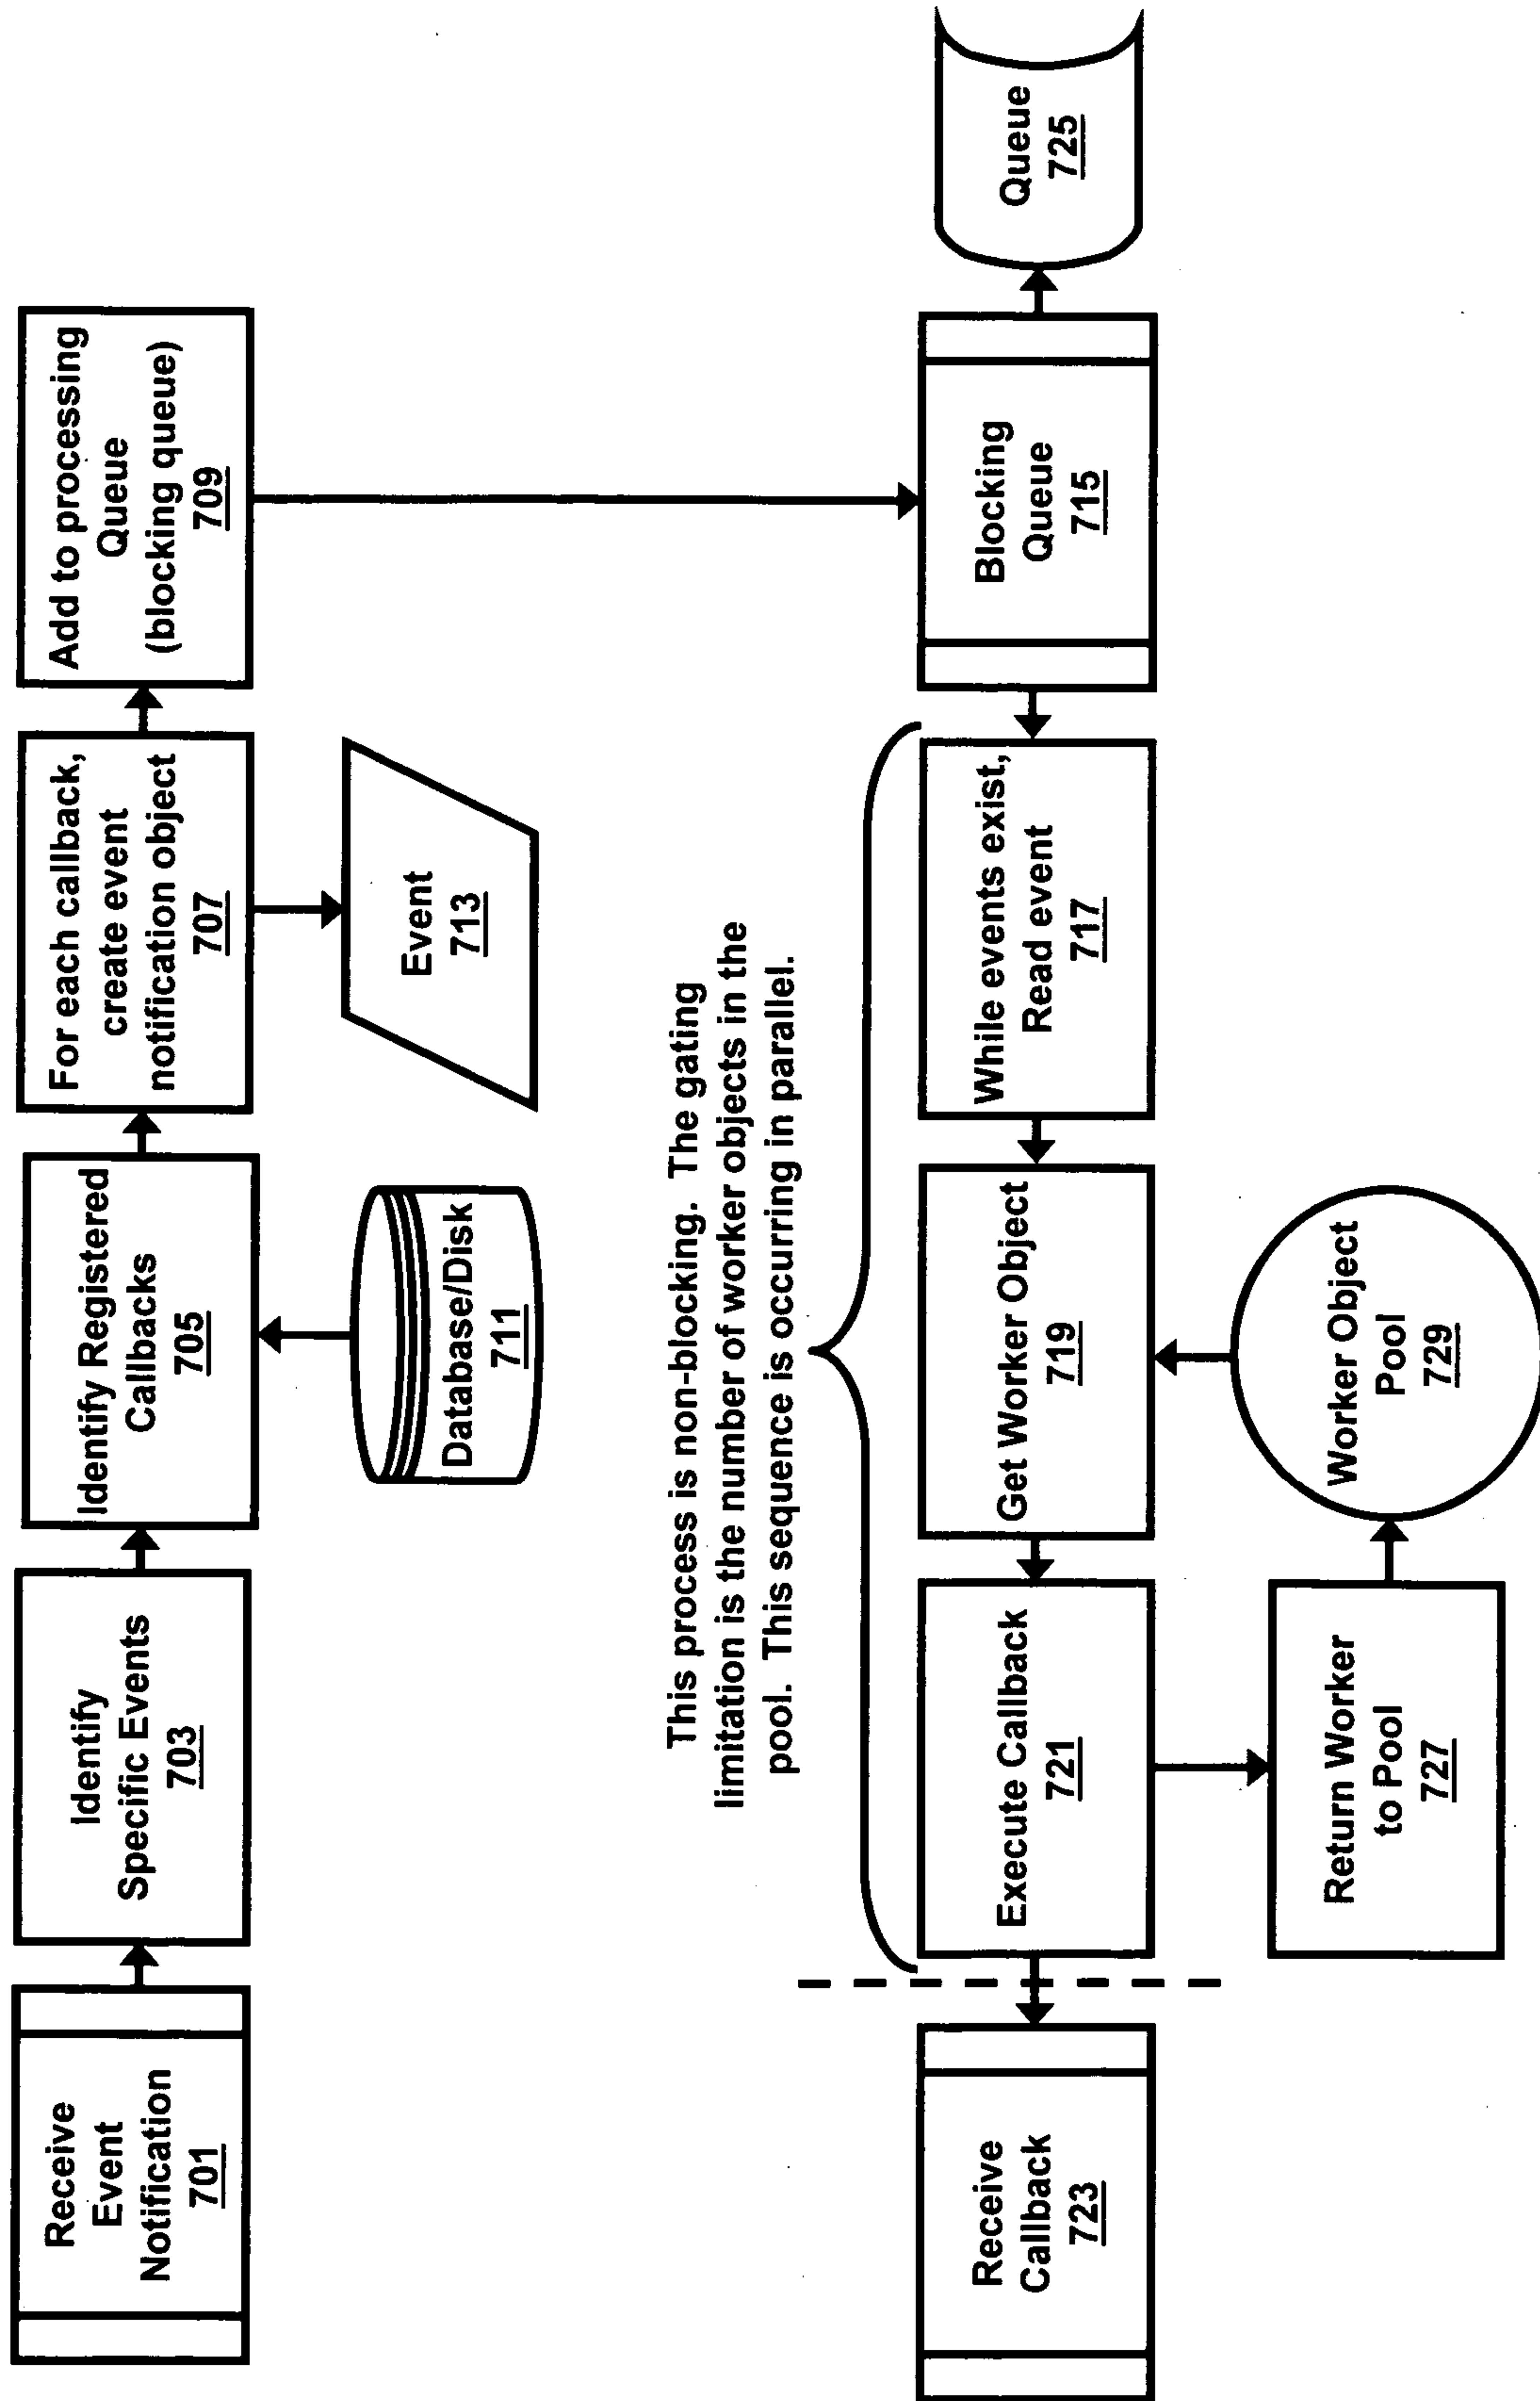 Receive
Event
Notification
701
Identify
Specific Events
703
Identify Registered
Callbacks
705
For each callback,
create event
notification object
707
Add to processing
Queue
(blocking queue)
709
Database/Disk
711
Event
713
This process is non-blocking. The gating
limitation is the number of worker objects in the
pool. This sequence is occurring in parallel.
Receive
Callback
723
Execute Callback
721
Get Worker Object
719
While events exist,
Read event
717
Blocking
Queue
715
Queue
725
Return Worker
to Pool
727
Worker Object
Pool
729